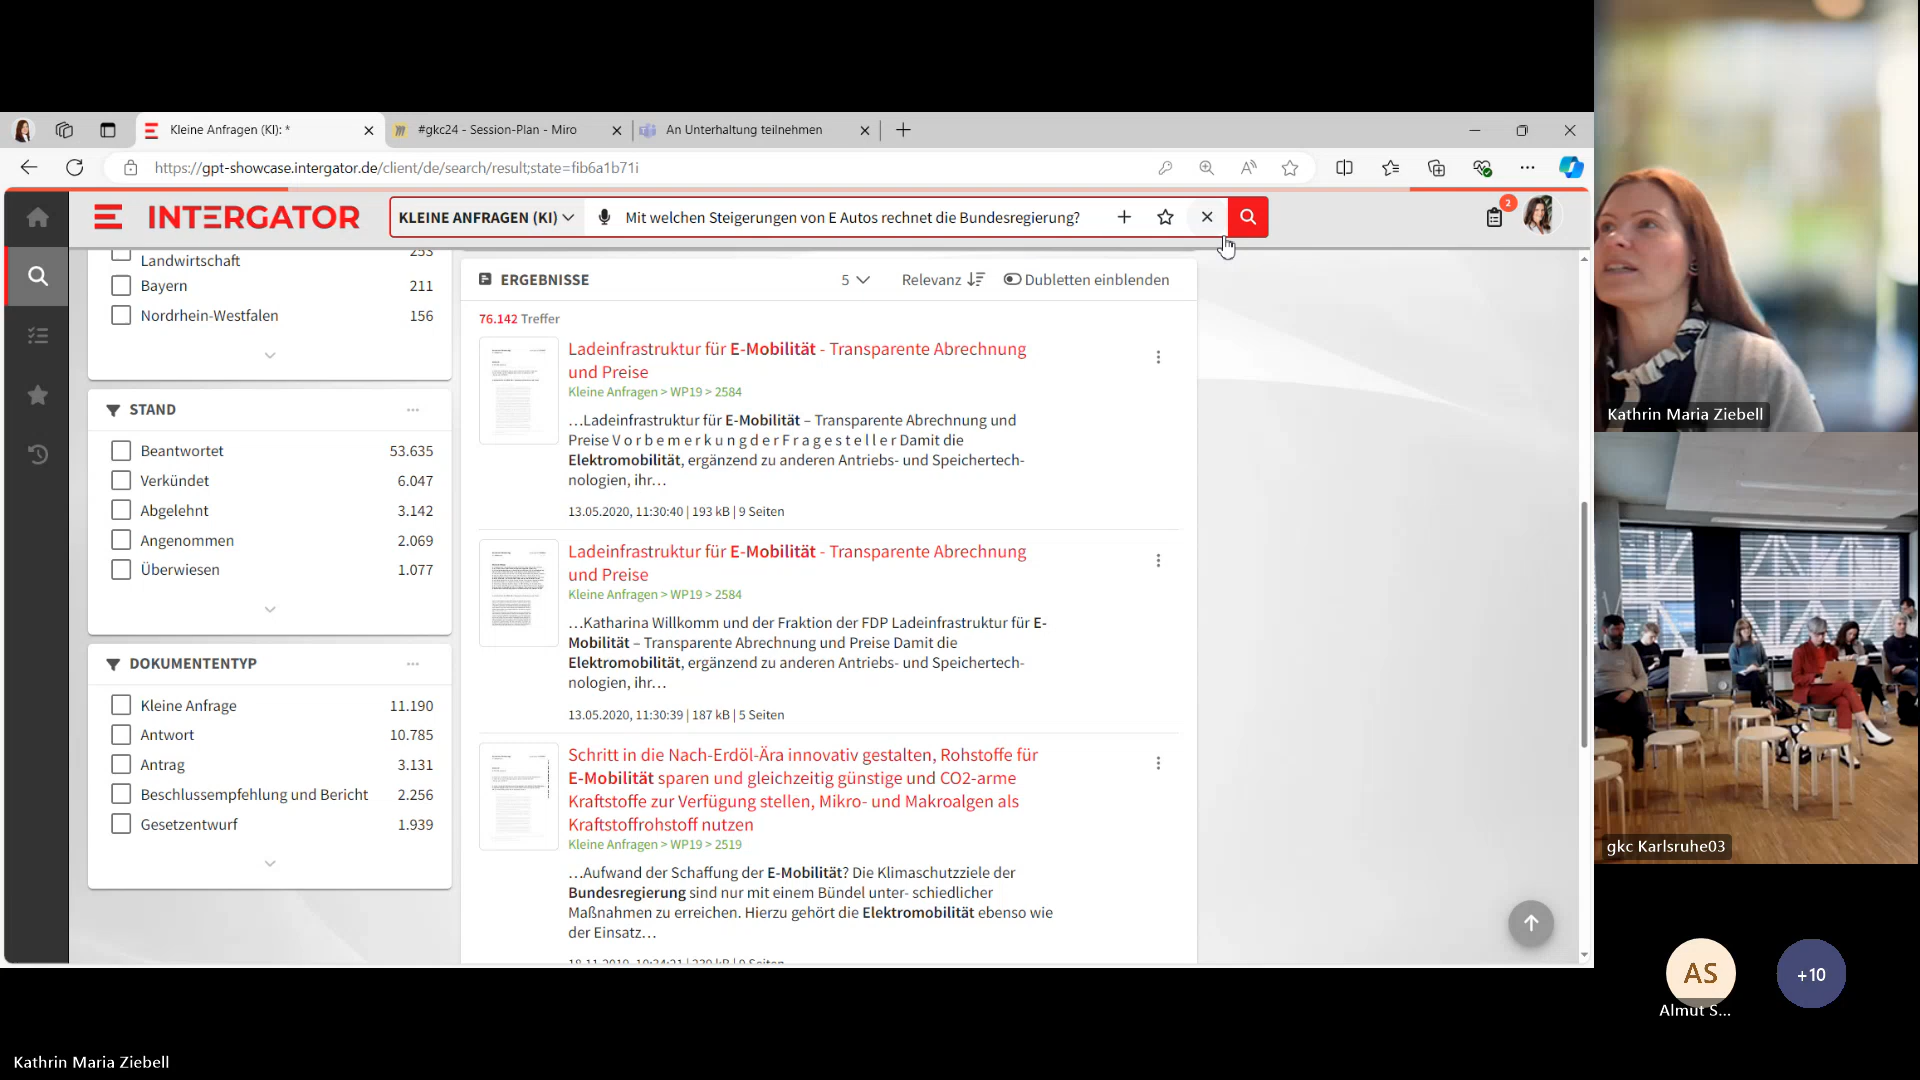 Kleine Anfragen (KI): *
#gkc24 - Session-Plan - Miro
An Unterhaltung teilnehmen
https://gpt-showcase.intergator.de/client/de/search/result;state=fib6a1b71i
INTERGATOR
KLEINE ANFRAGEN (KI)
Mit welchen Steigerungen von E Autos rechnet die Bundesregierung?
2
Landwirtschaft 253
Bayern 211
Nordrhein-Westfalen 156
STAND
Beantwortet 53.635
Verkündet 6.047
Abgelehnt 3.142
Angenommen 2.069
Überwiesen 1.077
DOKUMENTENTYP
Kleine Anfrage 11.190
Antwort 10.785
Antrag 3.131
Beschlussempfehlung und Bericht 2.256
Gesetzentwurf 1.939
ERGEBNISSE
5
Relevanz
Dubletten einblenden
76.142 Treffer
Ladeinfrastruktur für E-Mobilität - Transparente Abrechnung
und Preise
Kleine Anfragen > WP19 > 2584
…Ladeinfrastruktur für E-Mobilität – Transparente Abrechnung und
Preise V o r b e m e r k u n g d e r F r a g e s t e l l e r Damit die
Elektromobilität, ergänzend zu anderen Antriebs- und Speichertech-
nologien, ihr…
13.05.2020, 11:30:40 | 193 kB | 9 Seiten
Ladeinfrastruktur für E-Mobilität - Transparente Abrechnung
und Preise
Kleine Anfragen > WP19 > 2584
…Katharina Willkomm und der Fraktion der FDP Ladeinfrastruktur für E-
Mobilität – Transparente Abrechnung und Preise Damit die
Elektromobilität, ergänzend zu anderen Antriebs- und Speichertech-
nologien, ihr…
13.05.2020, 11:30:39 | 187 kB | 5 Seiten
Schritt in die Nach-Erdöl-Ära innovativ gestalten, Rohstoffe für
E-Mobilität sparen und gleichzeitig günstige und CO2-arme
Kraftstoffe zur Verfügung stellen, Mikro- und Makroalgen als
Kraftstoffrohstoff nutzen
Kleine Anfragen > WP19 > 2519
…Aufwand der Schaffung der E-Mobilität? Die Klimaschutzziele der
Bundesregierung sind nur mit einem Bündel unter- schiedlicher
Maßnahmen zu erreichen. Hierzu gehört die Elektromobilität ebenso wie
der Einsatz…
Kathrin Maria Ziebell
gkc Karlsruhe03
AS
Almut S...
+10
Kathrin Maria Ziebell